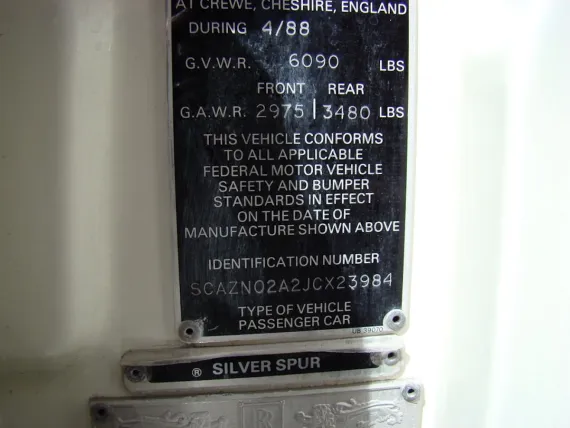 AT CREWE, CHESHIRE, ENGLAND
DURING 4/88
G.V.W.R. 6090 LBS
FRONT REAR
G.A.W.R. 2975 | 3480 LBS
THIS VEHICLE CONFORMS
TO ALL APPLICABLE
FEDERAL MOTOR VEHICLE
SAFETY AND BUMPER
STANDARDS IN EFFECT
ON THE DATE OF
MANUFACTURE SHOWN ABOVE
IDENTIFICATION NUMBER
SCAZN02A2JCX23984
TYPE OF VEHICLE
PASSENGER CAR
® SILVER SPUR